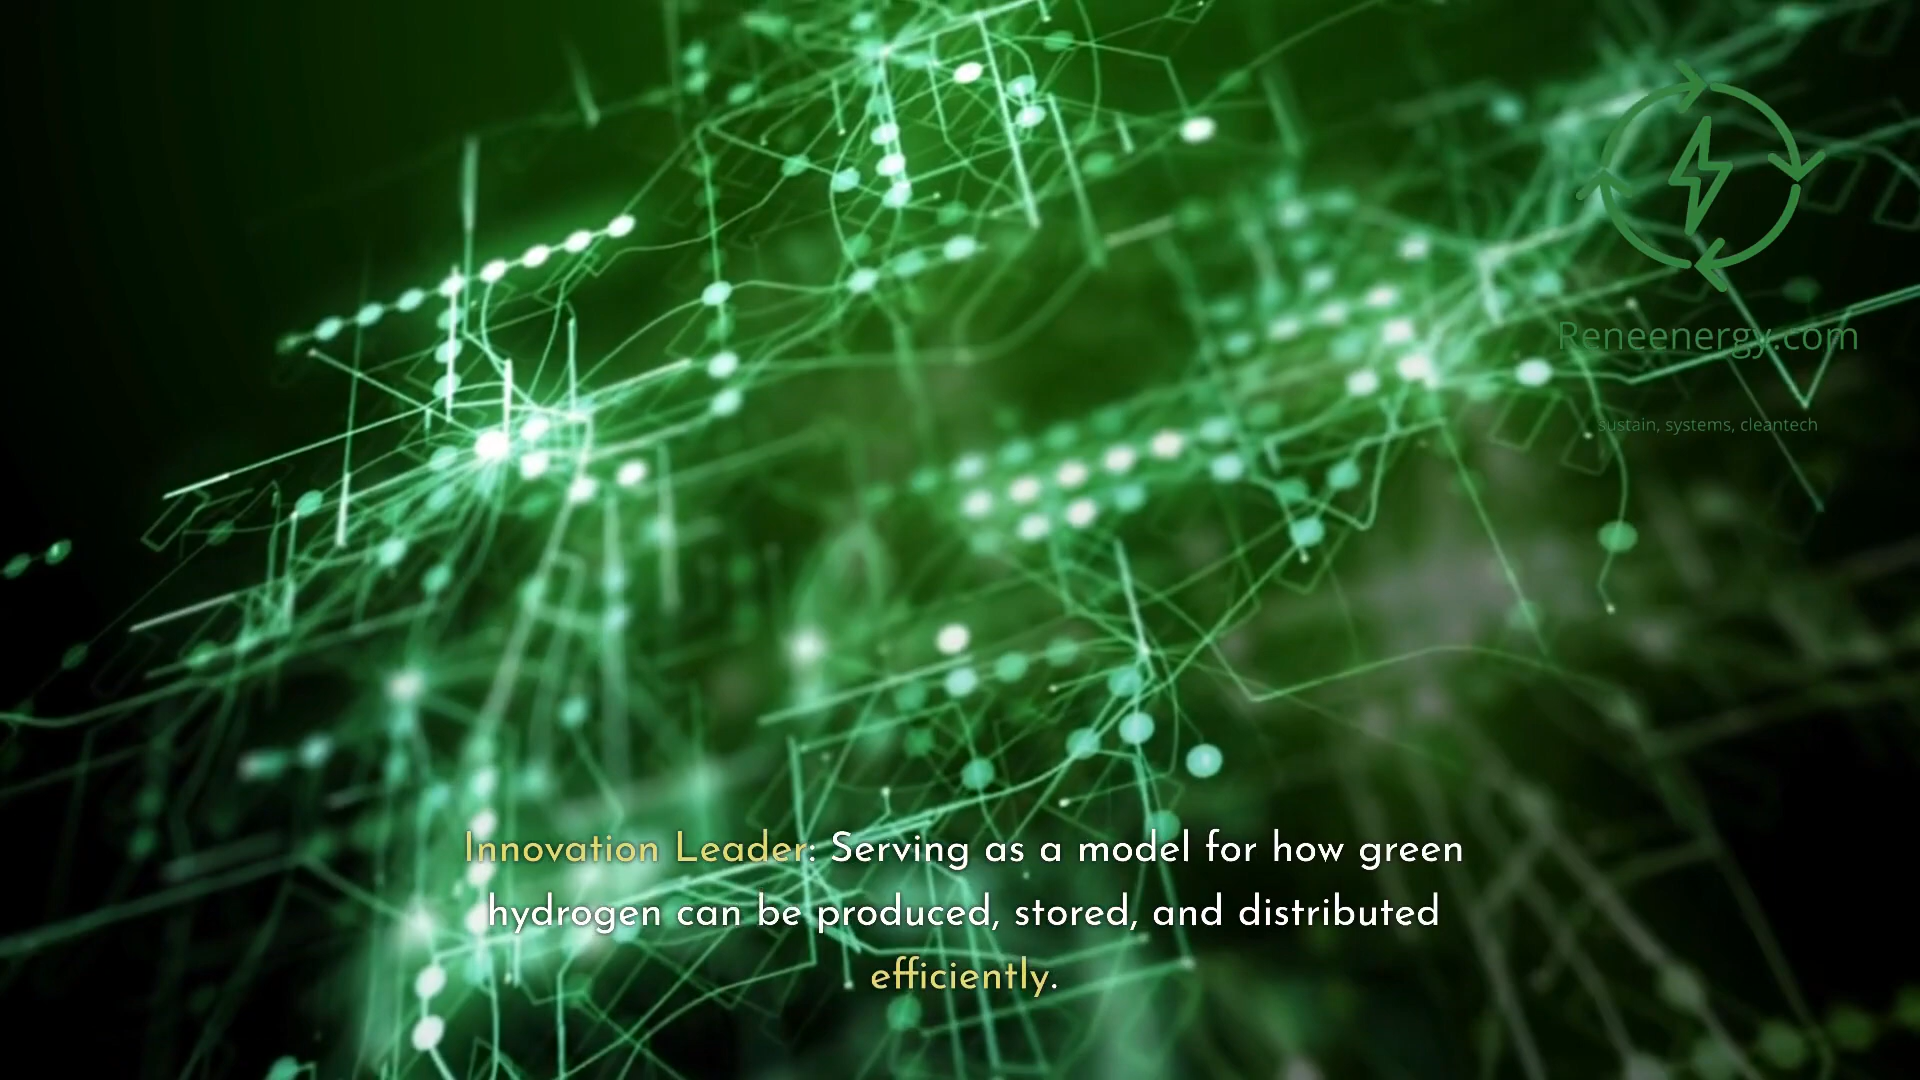 Reneenergy.com
sustain, systems, cleantech
Innovation Leader: Serving as a model for how green
hydrogen can be produced, stored, and distributed
efficiently.